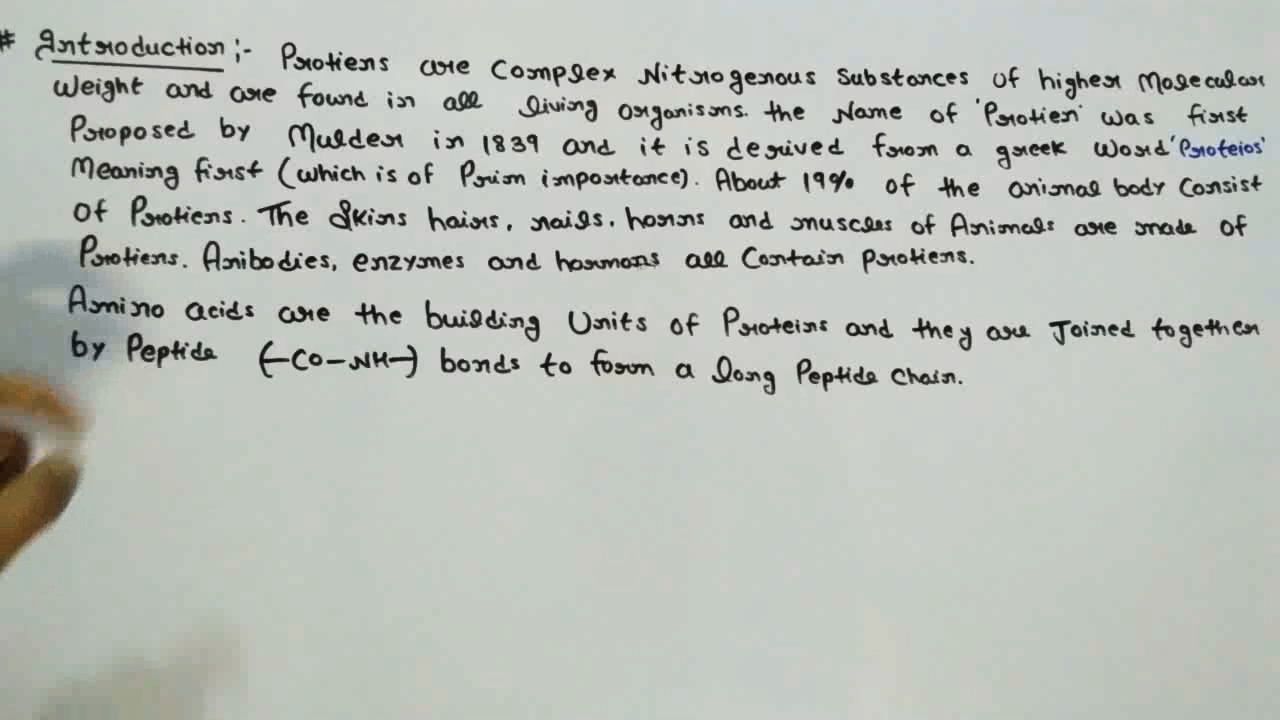 # Introduction :- Protiens are Complex Nitrogenous Substances of higher Molecular
Weight and are found in all living organisms. the Name of 'Protien' was first
Proposed by Mulder in 1839 and it is derived from a greek word 'Proteios'
Meaning first (which is of Prim importance). About 19% of the animal body Consist
of Protiens. The Skins hairs, nails, horns and muscles of Animals are made of
Protiens. Anibodies, enzymes and harmons all Contain protiens.
Amino acids are the building Units of Proteins and they are Joined together
by Peptide (-CO-NH-) bonds to form a long Peptide Chain.